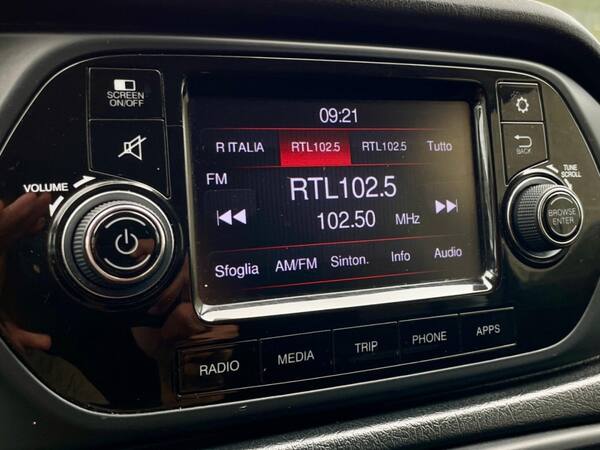 SCREEN
ON/OFF
09:21
R ITALIA RTL102.5 RTL102.5 Tutto
BACK
FM
RTL102.5
VOLUME
TUNE
SCROLL
102.50 MHz
BROWSE
ENTER
Sfoglia AM/FM Sinton. Info Audio
RADIO MEDIA TRIP PHONE APPS